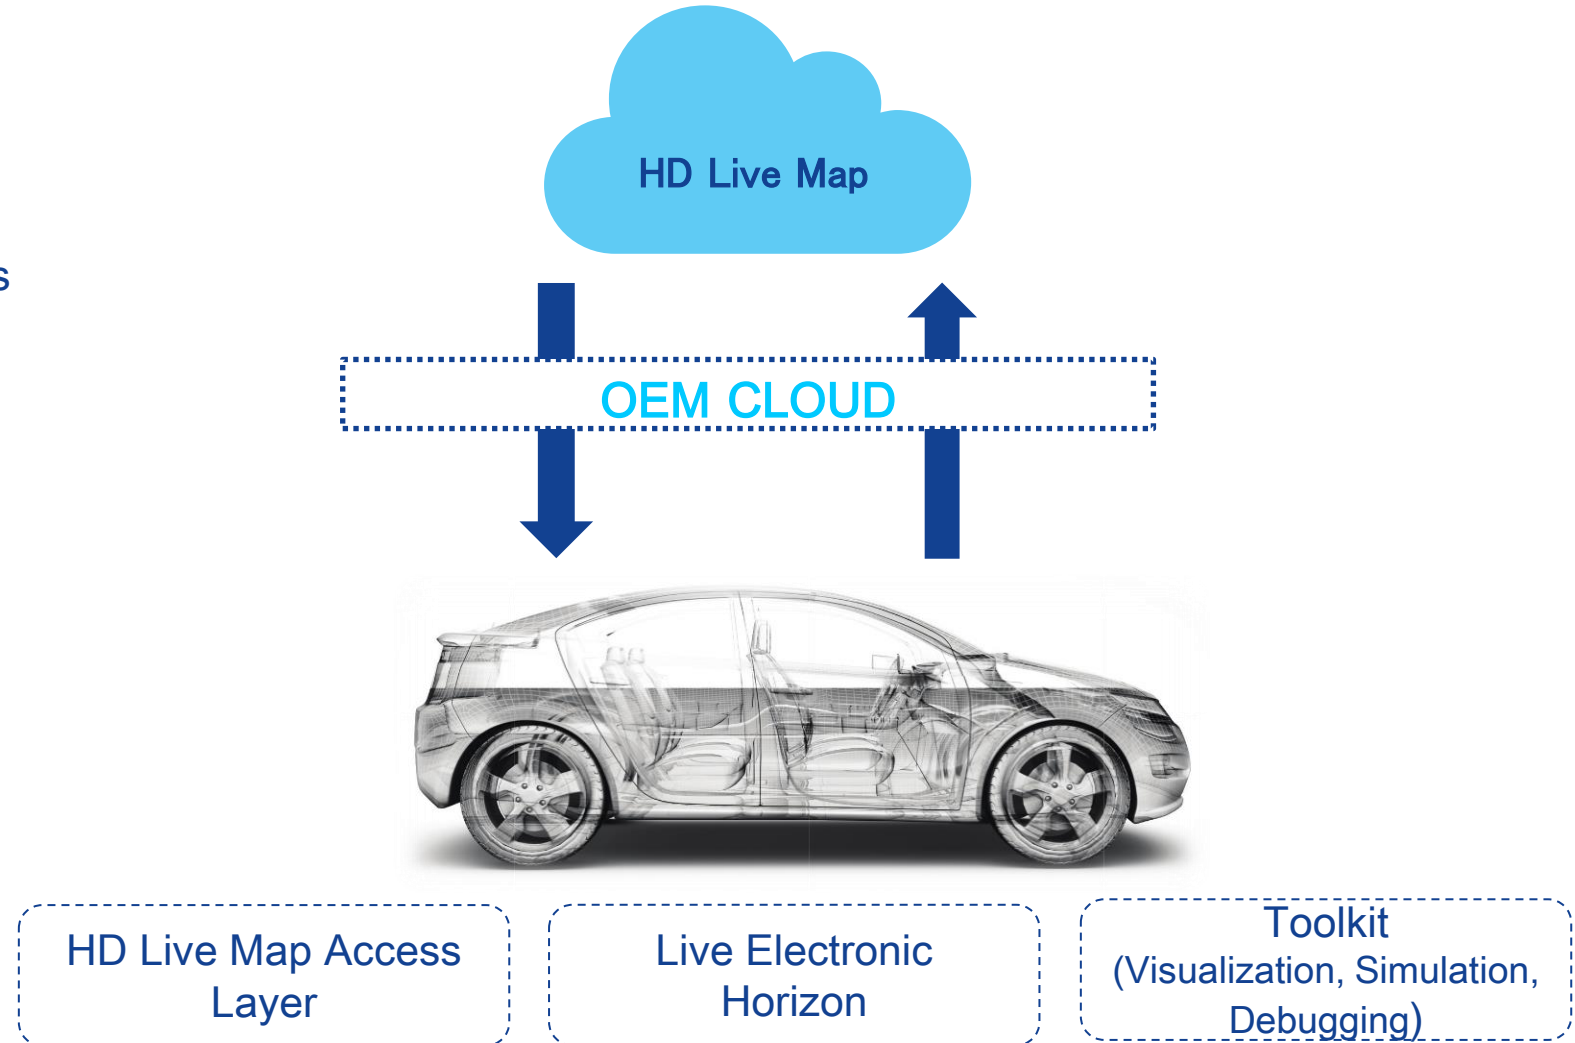 HD Live Map
s
OEM CLOUD
HD Live Map Access
Layer
Live Electronic
Horizon
Toolkit
(Visualization, Simulation,
Debugging)